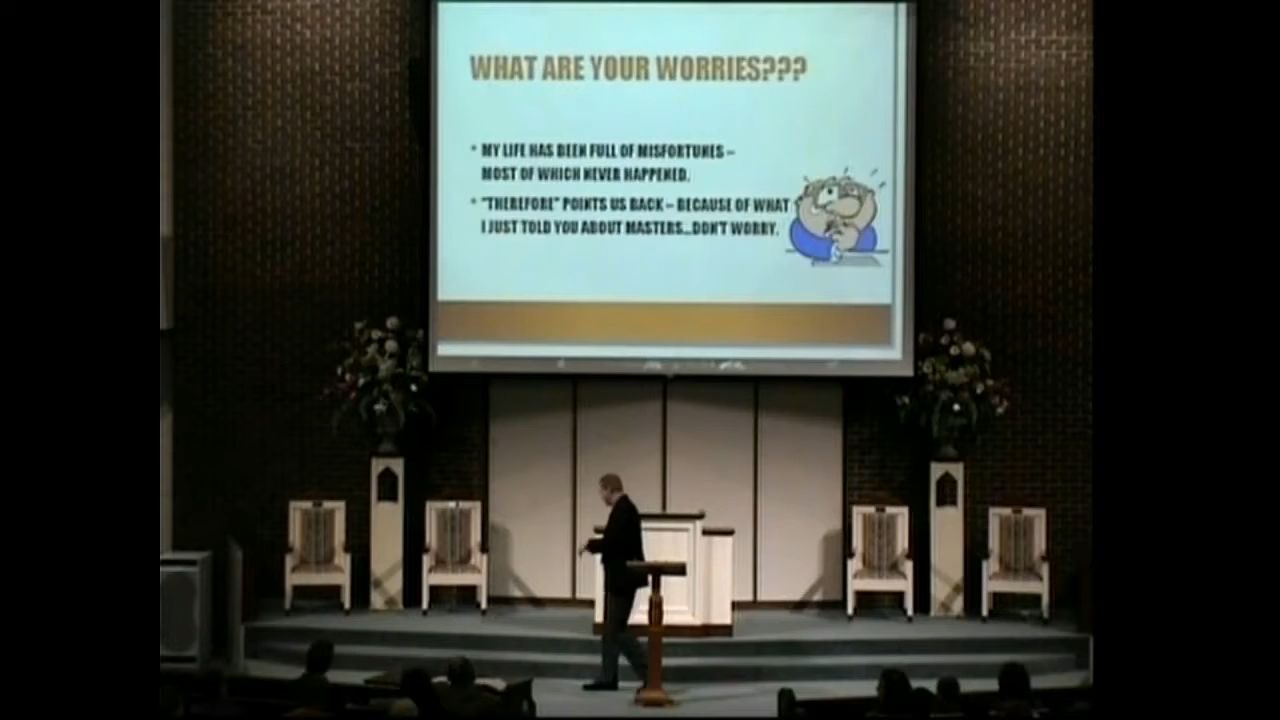 WHAT ARE YOUR WORRIES???
* MY LIFE HAS BEEN FULL OF MISFORTUNES –
MOST OF WHICH NEVER HAPPENED.
* "THEREFORE" POINTS US BACK – BECAUSE OF WHAT
I JUST TOLD YOU ABOUT MASTERS...DON'T WORRY.